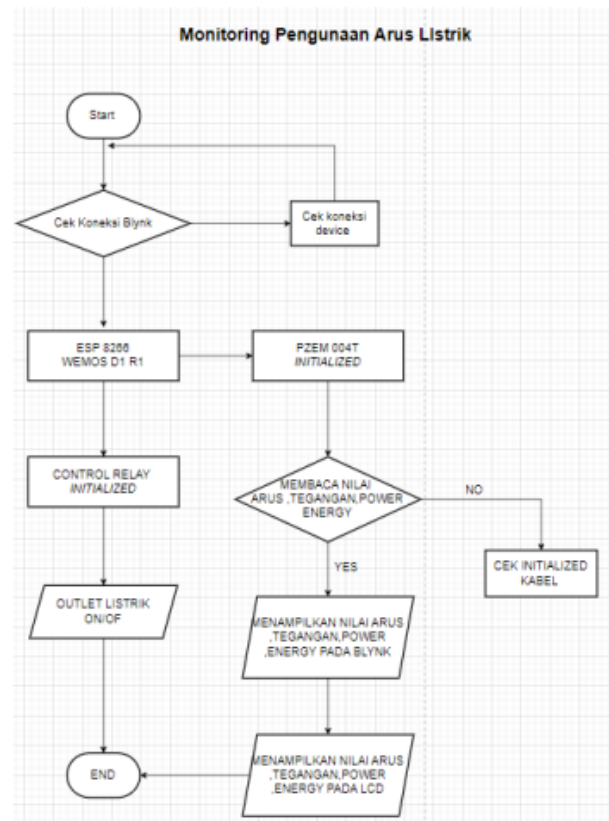 Monitoring Pengunaan Arus LIstrik
Start
Cek Koneksi Blynk
Cek koneksi
device
ESP 8266
WEMOS D1 R1
PZEM 004T
INITIALIZED
CONTROL RELAY
INITIALIZED
MEMBACA NILAI
ARUS ,TEGANGAN,POWER
ENERGY
NO
YES
CEK INITIALIZED
KABEL
OUTLET LISTRIK
ON/OF
MENAMPILKAN NILAI ARUS
,TEGANGAN,POWER
,ENERGY PADA BLYNK
END
MENAMPILKAN NILAI ARUS
,TEGANGAN,POWER
,ENERGY PADA LCD